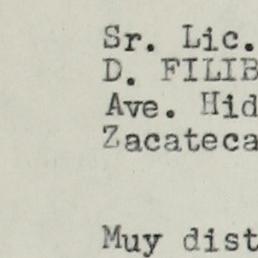 Sr. Lic.
D. FILIB
Ave. Hid
Zacateca
Muy dist